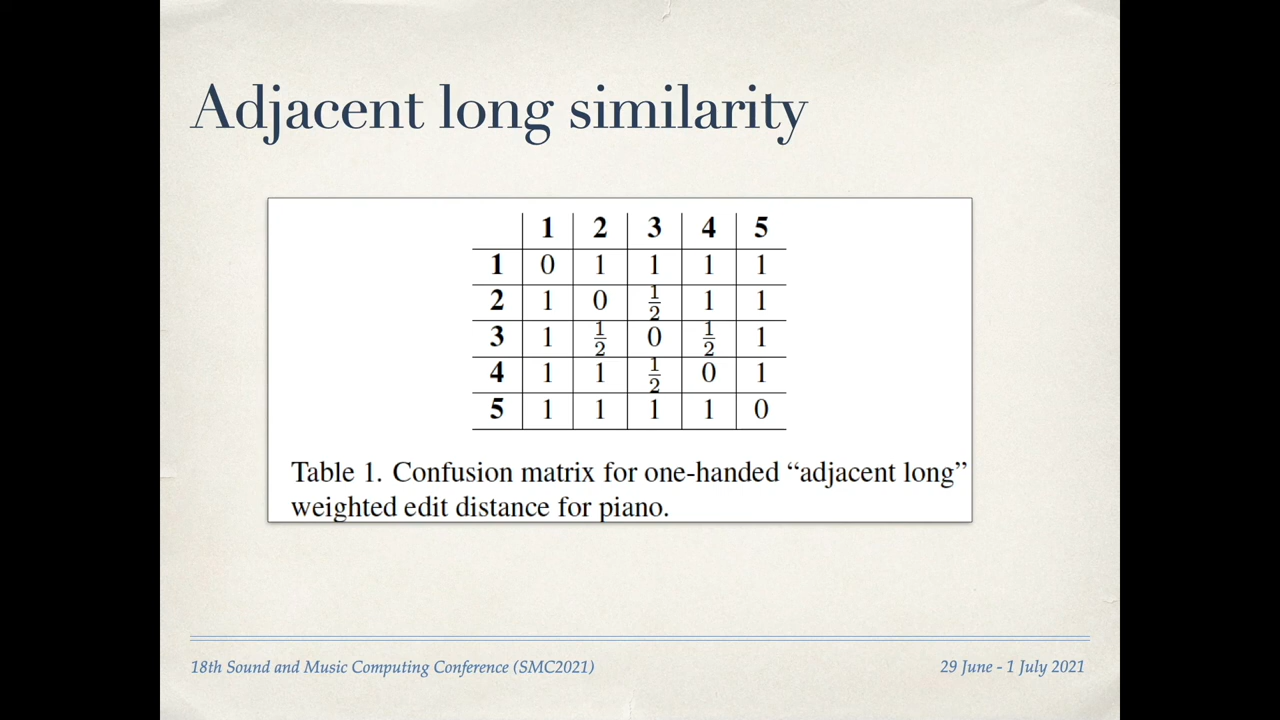 Adjacent long similarity
1 2 3 4 5
1 0 1 1 1 1
2 1 0 1/2 1 1
3 1 1/2 0 1/2 1
4 1 1 1/2 0 1
5 1 1 1 1 0
Table 1. Confusion matrix for one-handed “adjacent long”
weighted edit distance for piano.
18th Sound and Music Computing Conference (SMC2021)
29 June - 1 July 2021